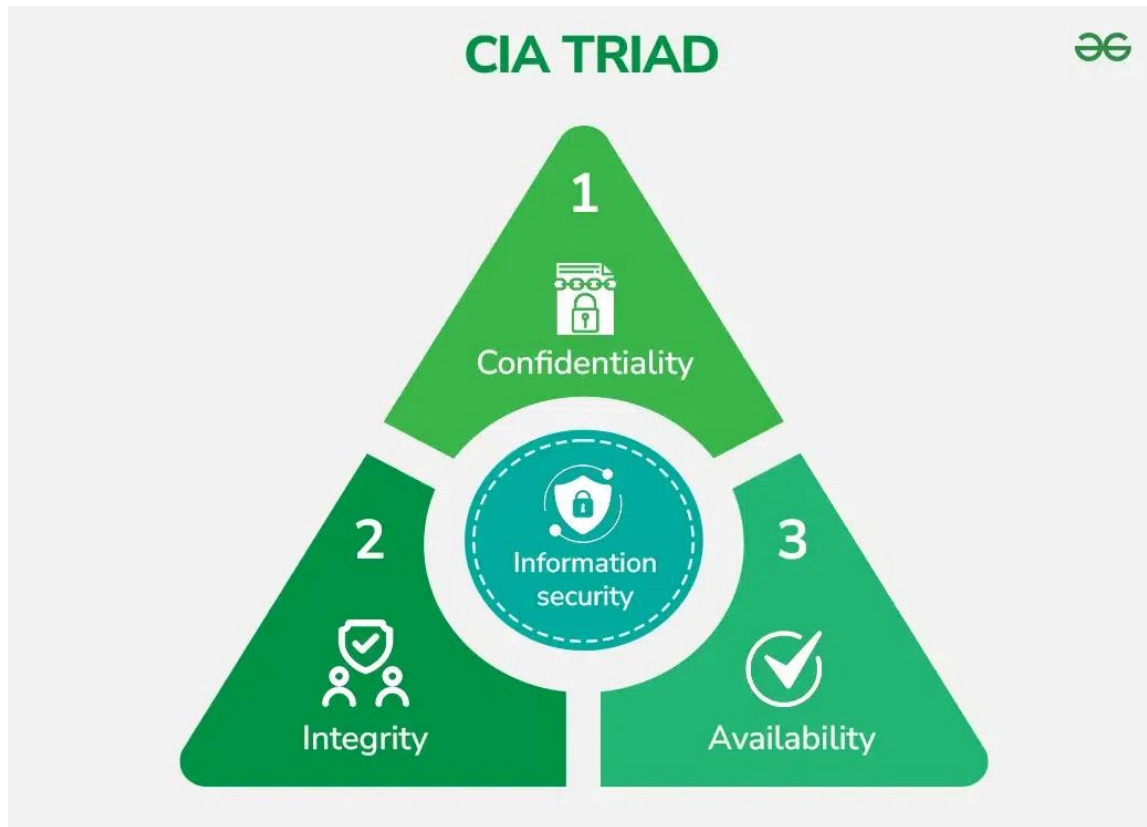 CIA TRIAD
1
Confidentiality
Information
security
2
Integrity
3
Availability